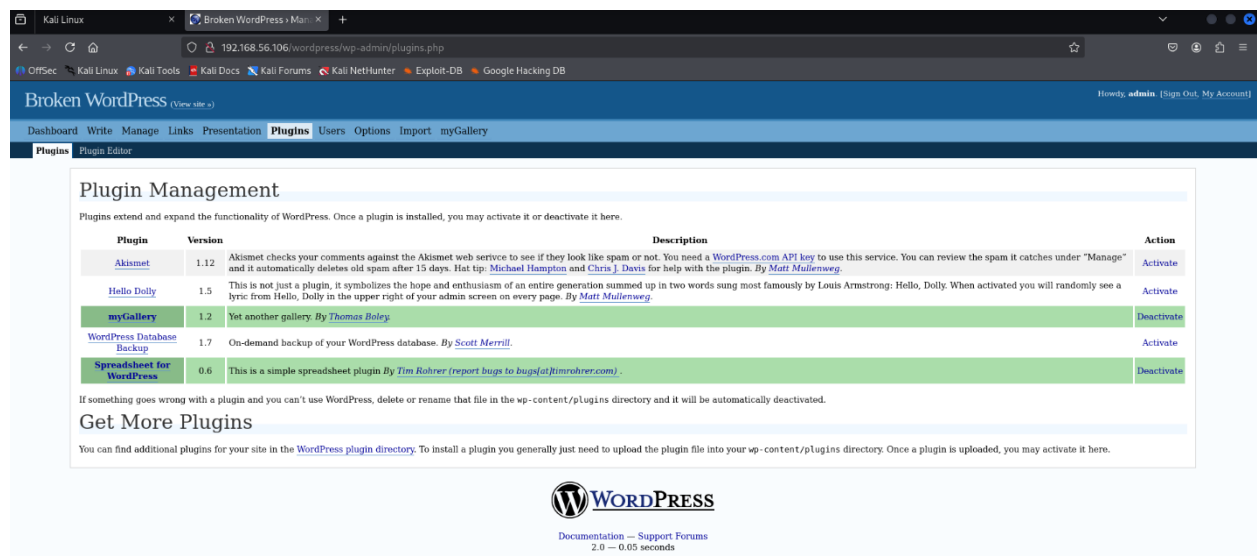 Kali Linux
Broken WordPress › Mana
192.168.56.106/wordpress/wp-admin/plugins.php
OffSec Kali Linux Kali Tools Kali Docs Kali Forums Kali NetHunter Exploit-DB Google Hacking DB
Broken WordPress (View site »)
Howdy, admin. [Sign Out, My Account]
Dashboard Write Manage Links Presentation Plugins Users Options Import myGallery
Plugins Plugin Editor
Plugin Management
Plugins extend and expand the functionality of WordPress. Once a plugin is installed, you may activate it or deactivate it here.
Plugin Version Description Action
Akismet 1.12 Akismet checks your comments against the Akismet web serivce to see if they look like spam or not. You need a WordPress.com API key to use this service. You can review the spam it catches under “Manage” Activate
and it automatically deletes old spam after 15 days. Hat tip: Michael Hampton and Chris J. Davis for help with the plugin. By Matt Mullenweg.
Hello Dolly 1.5 This is not just a plugin, it symbolizes the hope and enthusiasm of an entire generation summed up in two words sung most famously by Louis Armstrong: Hello, Dolly. When activated you will randomly see a Activate
lyric from Hello, Dolly in the upper right of your admin screen on every page. By Matt Mullenweg.
myGallery 1.2 Yet another gallery. By Thomas Boley. Deactivate
WordPress Database
Backup 1.7 On-demand backup of your WordPress database. By Scott Merrill. Activate
Spreadsheet for
WordPress 0.6 This is a simple spreadsheet plugin By Tim Rohrer (report bugs to bugs[at]timrohrer.com) . Deactivate
If something goes wrong with a plugin and you can’t use WordPress, delete or rename that file in the wp-content/plugins directory and it will be automatically deactivated.
Get More Plugins
You can find additional plugins for your site in the WordPress plugin directory. To install a plugin you generally just need to upload the plugin file into your wp-content/plugins directory. Once a plugin is uploaded, you may activate it here.
WORDPRESS
Documentation — Support Forums
2.0 — 0.05 seconds